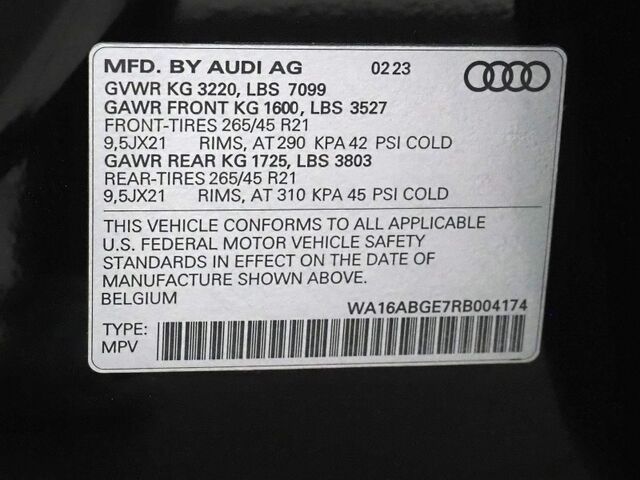 MFD. BY AUDI AG 0223
GVWR KG 3220, LBS 7099
GAWR FRONT KG 1600, LBS 3527
FRONT-TIRES 265/45 R21
9,5JX21 RIMS, AT 290 KPA 42 PSI COLD
GAWR REAR KG 1725, LBS 3803
REAR-TIRES 265/45 R21
9,5JX21 RIMS, AT 310 KPA 45 PSI COLD
THIS VEHICLE CONFORMS TO ALL APPLICABLE
U.S. FEDERAL MOTOR VEHICLE SAFETY
STANDARDS IN EFFECT ON THE DATE OF
MANUFACTURE SHOWN ABOVE.
BELGIUM WA16ABGE7RB004174
TYPE:
MPV